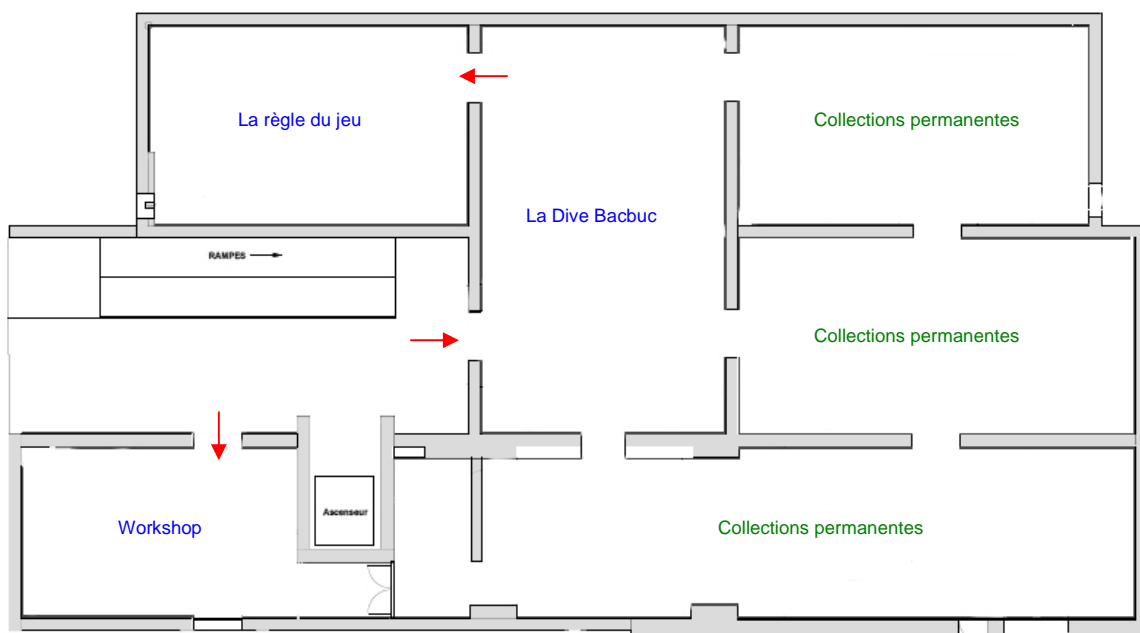 La règle du jeu
Collections permanentes
La Dive Bacbuc
RAMPES
Collections permanentes
Ascenseur
Workshop
Collections permanentes